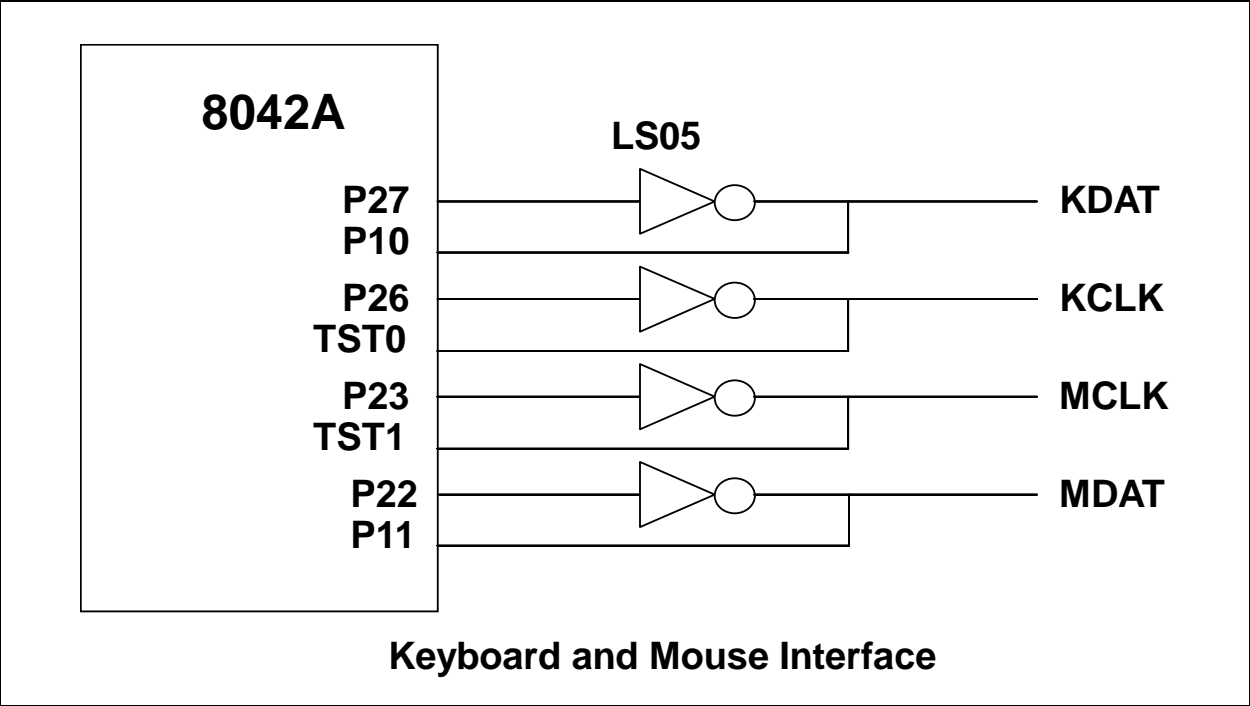 8042A
LS05
P27
KDAT
P10
P26
KCLK
TST0
P23
MCLK
TST1
P22
MDAT
P11
Keyboard and Mouse Interface